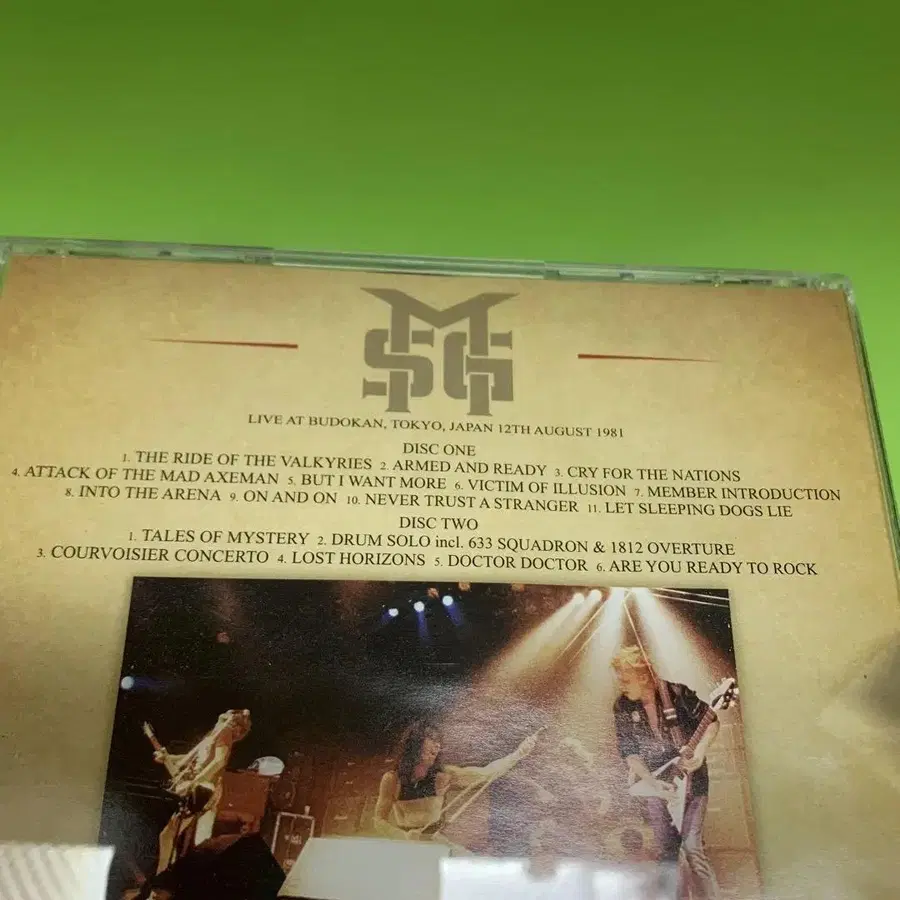 MSG
LIVE AT BUDOKAN, TOKYO, JAPAN 12TH AUGUST 1981
DISC ONE
1. THE RIDE OF THE VALKYRIES 2. ARMED AND READY 3. CRY FOR THE NATIONS
4. ATTACK OF THE MAD AXEMAN 5. BUT I WANT MORE 6. VICTIM OF ILLUSION 7. MEMBER INTRODUCTION
8. INTO THE ARENA 9. ON AND ON 10. NEVER TRUST A STRANGER 11. LET SLEEPING DOGS LIE
DISC TWO
1. TALES OF MYSTERY 2. DRUM SOLO incl. 633 SQUADRON & 1812 OVERTURE
3. COURVOISIER CONCERTO 4. LOST HORIZONS 5. DOCTOR DOCTOR 6. ARE YOU READY TO ROCK